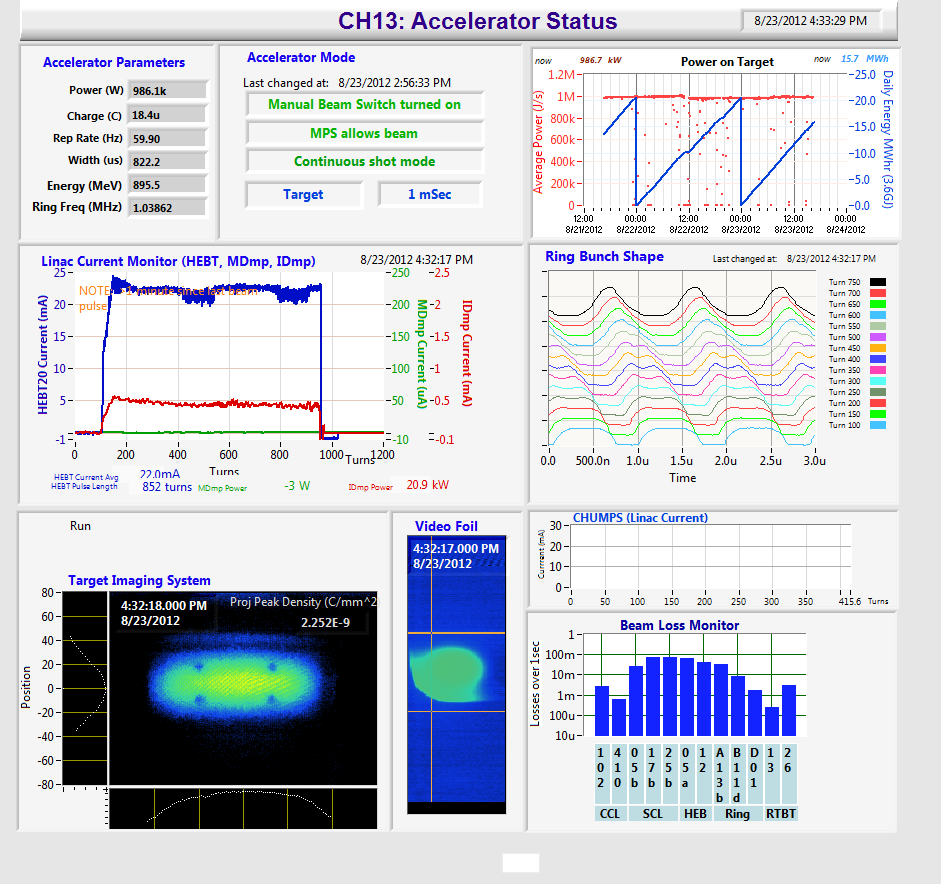 CH13: Accelerator Status
8/23/2012 4:33:29 PM
Accelerator Parameters
Power (W) 986.1k
Charge (C) 18.4u
Rep Rate (Hz) 59.90
Width (us) 822.2
Energy (MeV) 895.5
Ring Freq (MHz) 1.03862
Accelerator Mode
Last changed at: 8/23/2012 2:56:33 PM
Manual Beam Switch turned on
MPS allows beam
Continuous shot mode
Target 1 mSec
now 986.7 kW Power on Target now 15.7 MWh
Average Power (J/s)
1.2M
1M
800k
600k
400k
200k
0
25.0
20.0
15.0
10.0
5.0
0.0
Daily Energy MWhr (3.6GJ)
12:00 00:00 12:00 00:00 12:00 00:00
8/21/2012 8/22/2012 8/22/2012 8/23/2012 8/23/2012 8/24/2012
Linac Current Monitor (HEBT, MDmp, IDmp) 8/23/2012 4:32:17 PM
NOTE
pulse
HEBT20 Current (mA)
25
20
15
10
5
-1
250
200
150
100
50
-10
MDmp Current (uA)
-2.5
-2
-1.5
-1
-0.5
-0.1
IDmp Current (mA)
0 200 400 600 800 1000 1200
Turns
Turns
HEBT Current Avg 22.0mA
HEBT Pulse Length 852 turns MDmp Power -3 W IDmp Power 20.9 kW
Ring Bunch Shape Last changed at: 8/23/2012 4:32:17 PM
Turn 750
Turn 700
Turn 650
Turn 600
Turn 550
Turn 500
Turn 450
Turn 400
Turn 350
Turn 300
Turn 250
Turn 200
Turn 150
Turn 100
0.0 500.0n 1.0u 1.5u 2.0u 2.5u 3.0u
Time
Run
Target Imaging System
4:32:18.000 PM
8/23/2012
Proj Peak Density (C/mm^2)
2.252E-9
Position
80
60
40
20
0
-20
-40
-60
-80
Video Foil
4:32:17.000 PM
8/23/2012
CHUMPS (Linac Current)
Current (mA)
30
20
10
0
0 50 100 150 200 250 300 350 415.6 Turns
Beam Loss Monitor
Losses over 1sec
1
100m
10m
1m
100u
10u
102 410 05b 17b 25b 05a 12 A13b B11d D01 13 26
CCL SCL HEB Ring RTBT